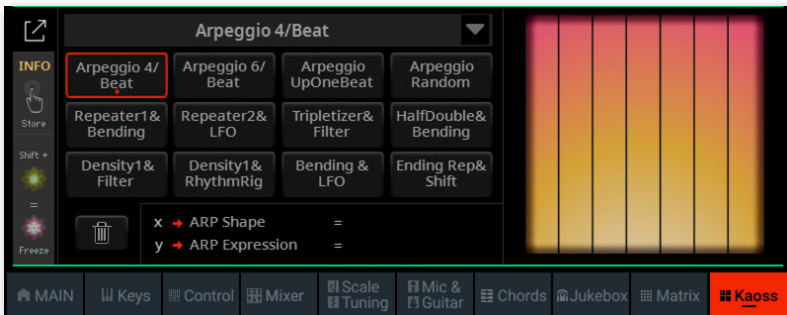 Arpeggio 4/Beat
INFO
Store
Shift +
=
Freeze
Arpeggio 4/
Beat
Arpeggio 6/
Beat
Arpeggio
UpOneBeat
Arpeggio
Random
Repeater1&
Bending
Repeater2&
LFO
Tripletizer&
Filter
HalfDouble&
Bending
Density1&
Filter
Density1&
RhythmRig
Bending &
LFO
Ending Rep&
Shift
x → ARP Shape =
y → ARP Expression =
MAIN
Keys
Control
Mixer
Scale
Tuning
Mic &
Guitar
Chords
Jukebox
Matrix
Kaoss